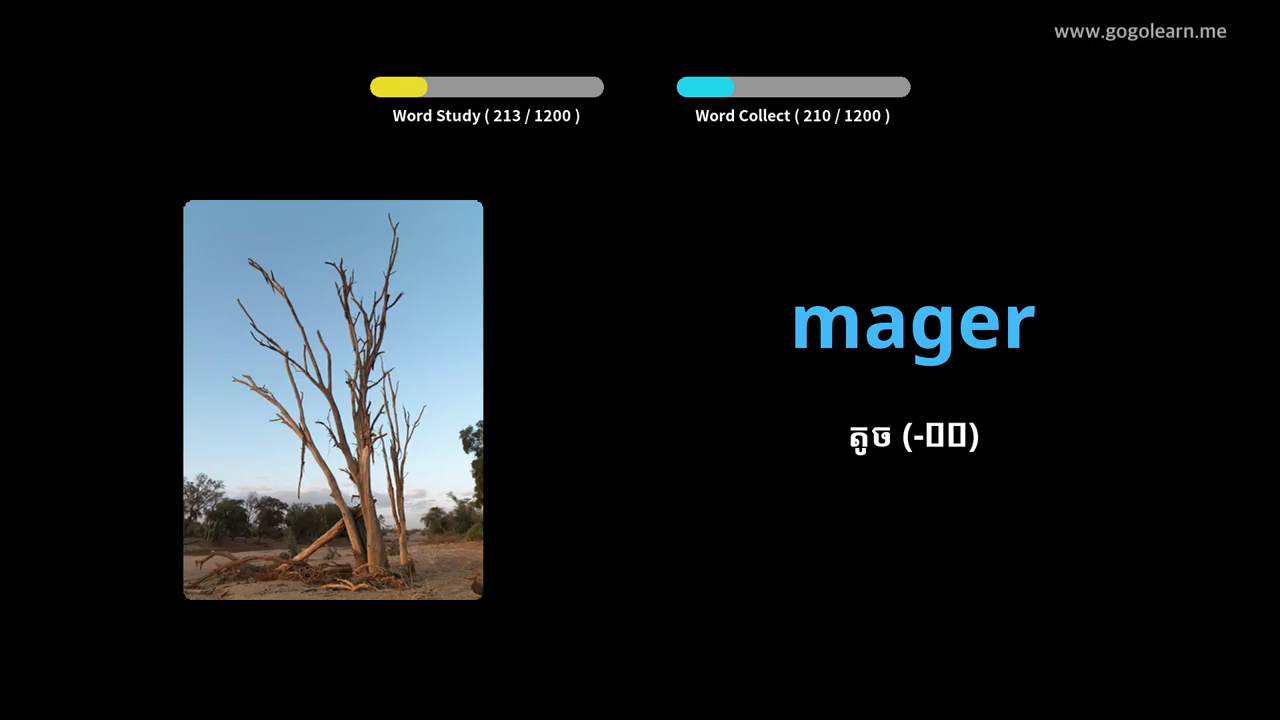 www.gogolearn.me
Word Study ( 213 / 1200 )
Word Collect ( 210 / 1200 )
mager
តូច (-)